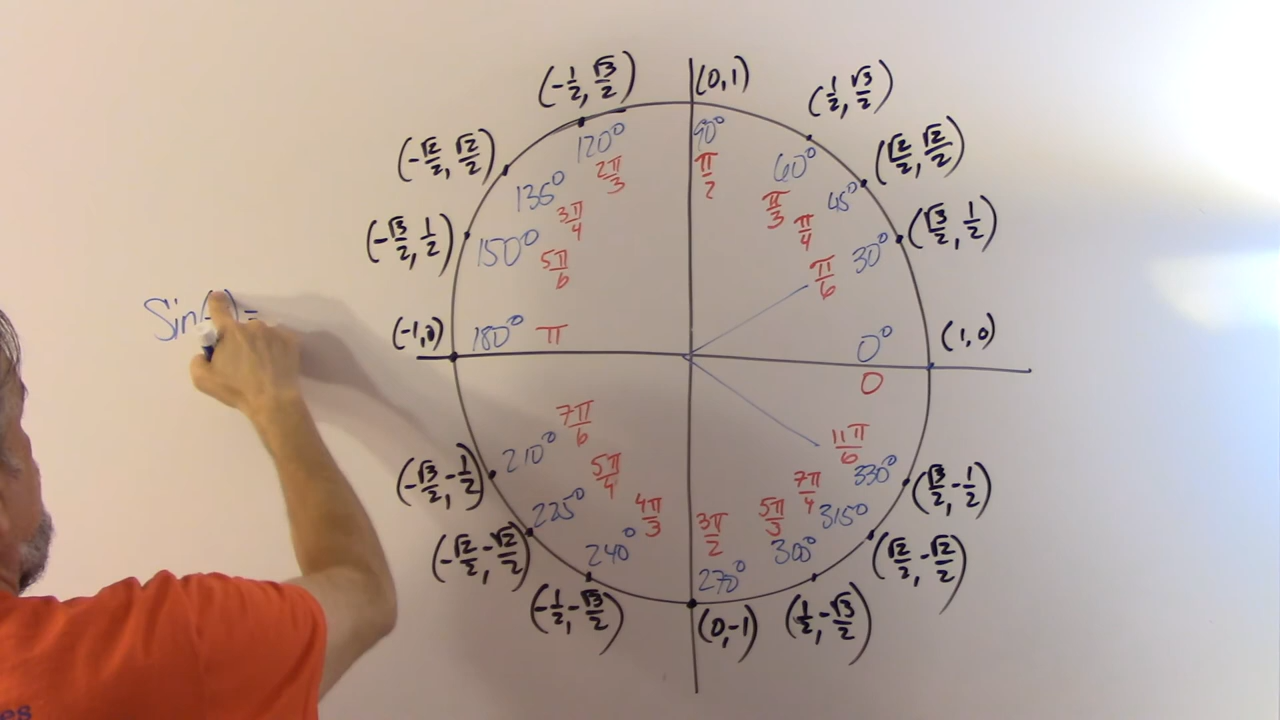 (-1/2, √3/2)
(0,1)
(1/2, √3/2)
(-√2/2, √2/2)
120°
90°
60°
(√2/2, √2/2)
2π/3
π/2
135°
45°
π/3
(-√3/2, 1/2)
3π/4
π/4
(√3/2, 1/2)
150°
5π/6
30°
π/6
Sin( ) =
(-1,0)
180°
π
0°
(1,0)
0
7π/6
11π/6
(-√3/2 -1/2)
210°
5π/4
7π/4
330°
(√3/2 -1/2)
225°
4π/3
3π/2
5π/3
315°
(-√2/2 -√2/2)
240°
270°
300°
(√2/2 -√2/2)
(-1/2, -√3/2)
(0,-1)
(1/2, -√3/2)
es